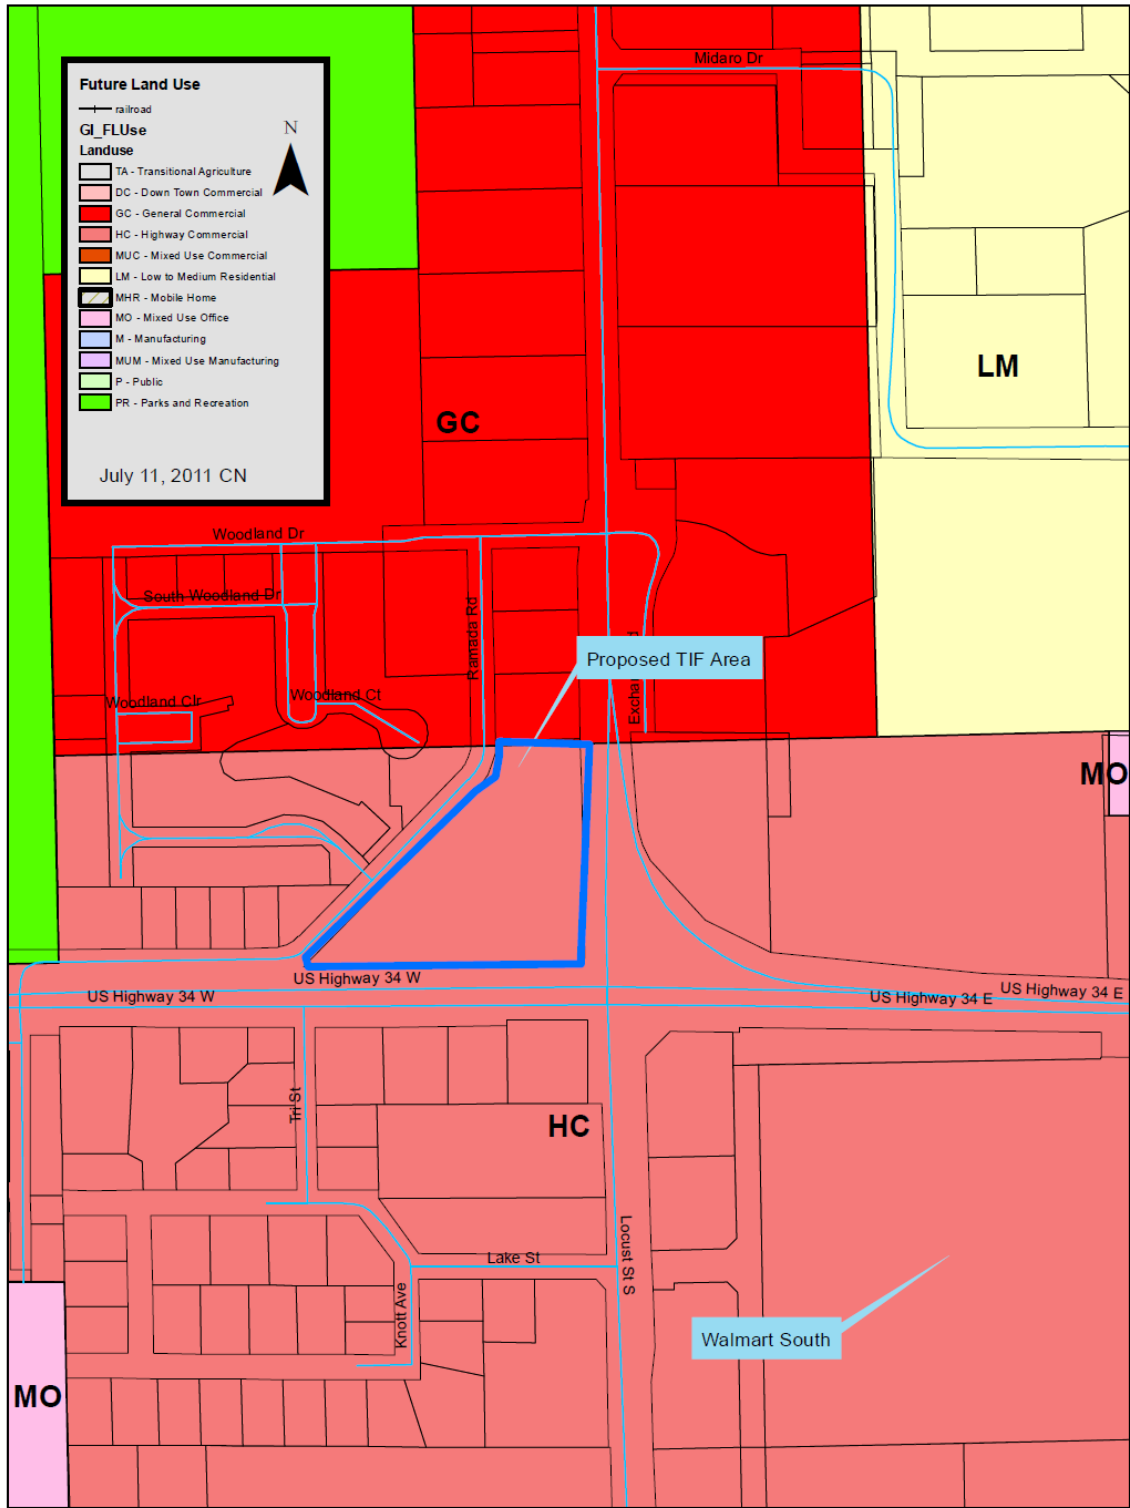 Midaro Dr
Future Land Use
railroad
GI_FLUse
N
Landuse
TA - Transitional Agriculture
DC - Down Town Commercial
GC - General Commercial
HC - Highway Commercial
MUC - Mixed Use Commercial
LM - Low to Medium Residential
MHR - Mobile Home
MO - Mixed Use Office
M - Manufacturing
MUM - Mixed Use Manufacturing
P - Public
PR - Parks and Recreation
July 11, 2011 CN
LM
GC
Woodland Dr
South Woodland Dr
Ramada Rd
Proposed TIF Area
Woodland Clr
Woodland Ct
MO
US Highway 34 W
US Highway 34 W
US Highway 34 E
US Highway 34 E
Tri St
HC
Locust St S
Lake St
Knott Ave
Walmart South
MO